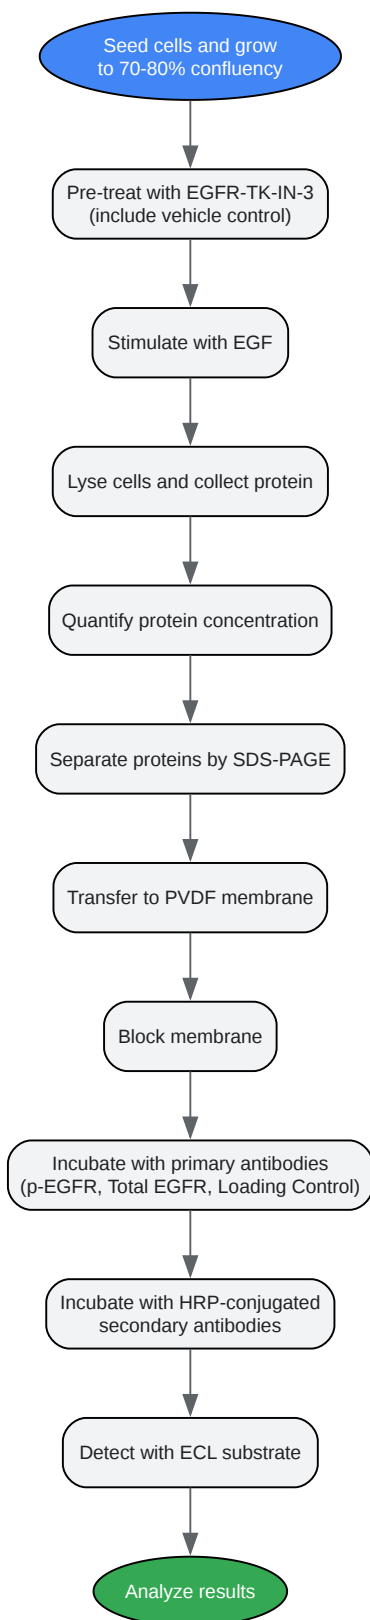 Seed cells and grow
to 70-80% confluency
Pre-treat with EGFR-TK-IN-3
(include vehicle control)
Stimulate with EGF
Lyse cells and collect protein
Quantify protein concentration
Separate proteins by SDS-PAGE
Transfer to PVDF membrane
Block membrane
Incubate with primary antibodies
(p-EGFR, Total EGFR, Loading Control)
Incubate with HRP-conjugated
secondary antibodies
Detect with ECL substrate
Analyze results